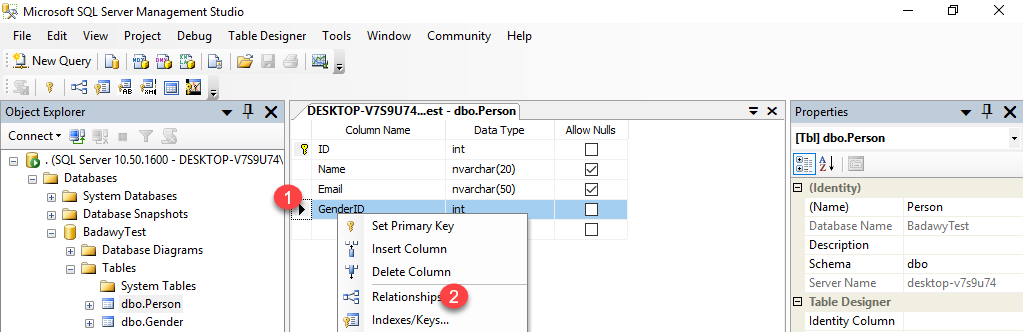 Microsoft SQL Server Management Studio
File Edit View Project Debug Table Designer Tools Window Community Help
New Query
Object Explorer
Connect
. (SQL Server 10.50.1600 - DESKTOP-V7S9U74\
Databases
System Databases
Database Snapshots
BadawyTest
Database Diagrams
Tables
System Tables
dbo.Person
dbo.Gender
DESKTOP-V7S9U74...est - dbo.Person
Column Name Data Type Allow Nulls
ID int
Name nvarchar(20)
Email nvarchar(50)
1
GenderID int
Set Primary Key
Insert Column
Delete Column
Relationships 2
Indexes/Keys...
Properties
[Tbl] dbo.Person
(Identity)
(Name) Person
Database Name BadawyTest
Description
Schema dbo
Server Name desktop-v7s9u74
Table Designer
Identity Column